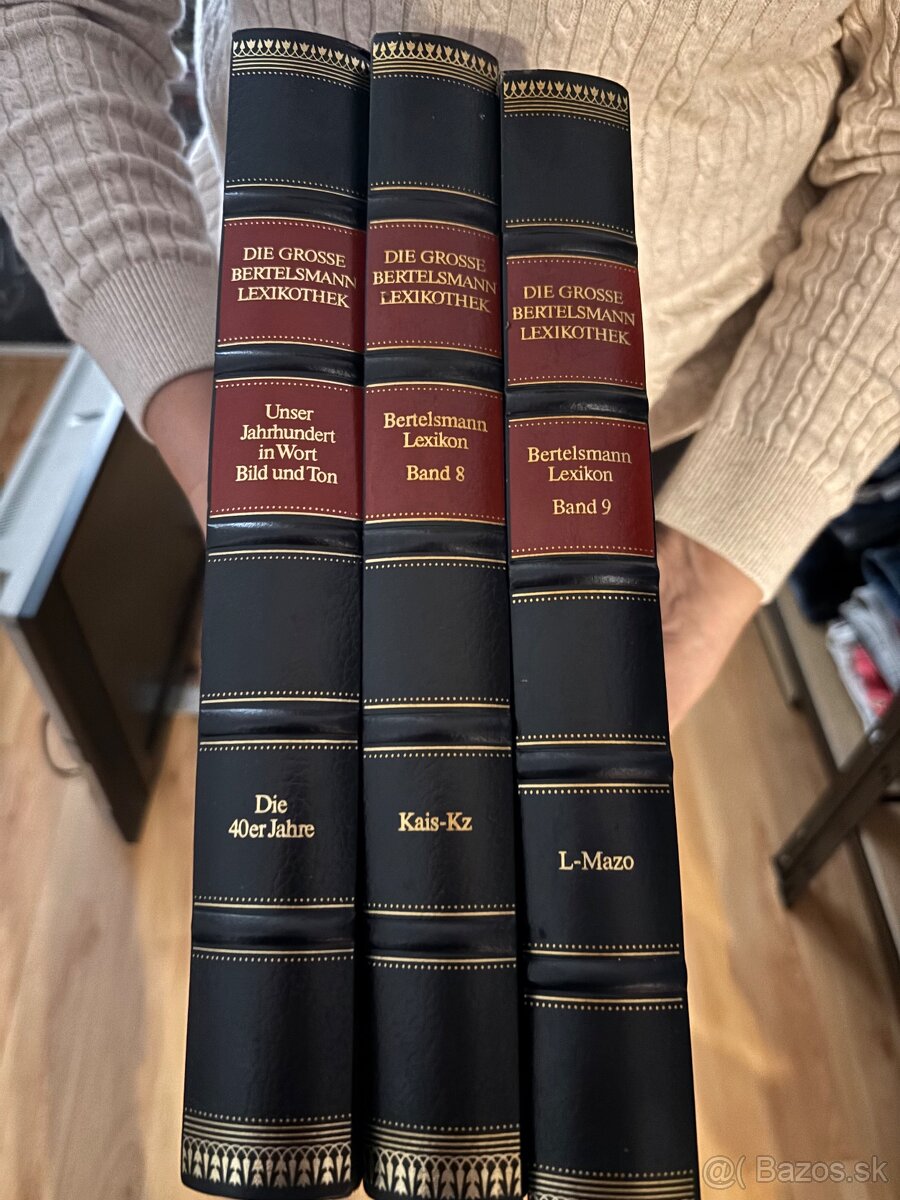 DIE GROSSE
BERTELSMANN
LEXIKOTHEK
Unser
Jahrhundert
in Wort
Bild und Ton
Die
40er Jahre
DIE GROSSE
BERTELSMANN
LEXIKOTHEK
Bertelsmann
Lexikon
Band 8
Kais-Kz
DIE GROSSE
BERTELSMANN
LEXIKOTHEK
Bertelsmann
Lexikon
Band 9
L-Mazo
@( Bazos.sk